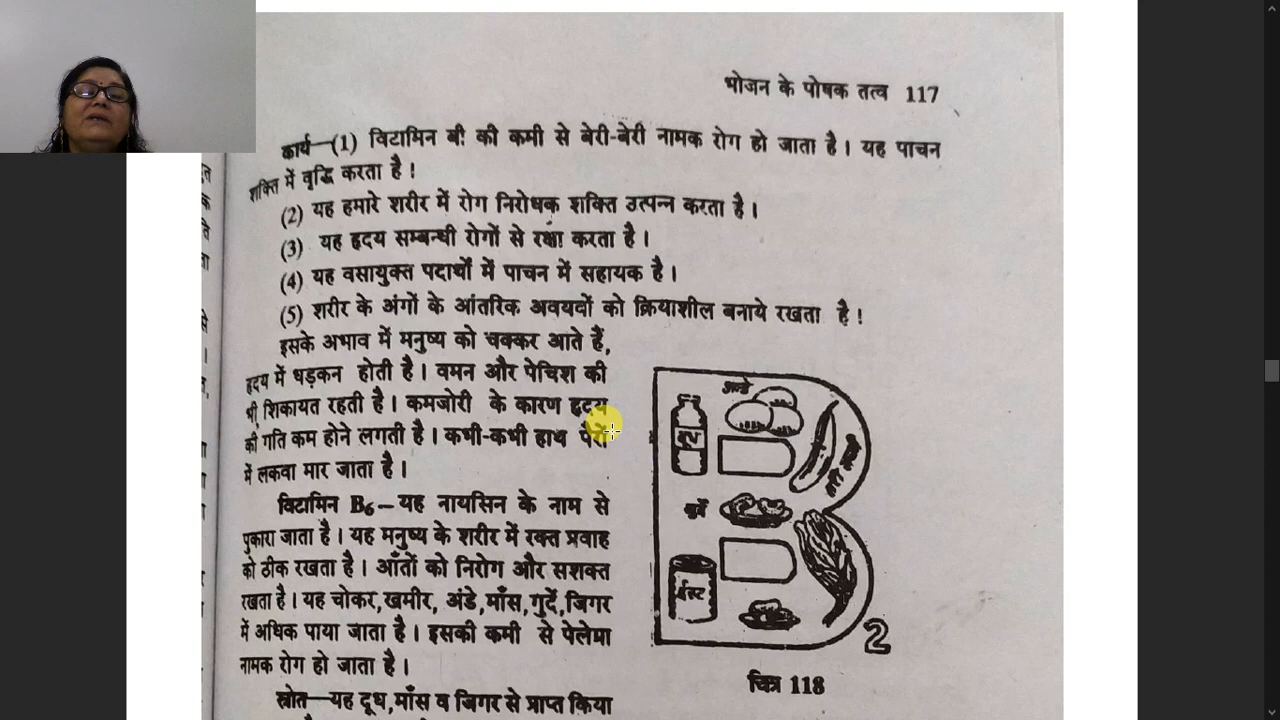 भोजन के पोषक तत्व 117
कार्य—(1) विटामिन बी की कमी से बेरी-बेरी नामक रोग हो जाता है। यह पाचन
शक्ति में वृद्धि करता है!
(2) यह हमारे शरीर में रोग निरोधक शक्ति उत्पन्न करता है।
(3) यह हृदय सम्बन्धी रोगों से रक्षा करता है।
(4) यह वसायुक्त पदार्थों में पाचन में सहायक है।
(5) शरीर के अंगों के आंतरिक अवयवों को क्रियाशील बनाये रखता है!
इसके अभाव में मनुष्य को चक्कर आते हैं,
हृदय में धड़कन होती है। वमन और पेचिश की
भी शिकायत रहती है। कमजोरी के कारण हृदय
की गति कम होने लगती है। कभी-कभी हाथ पैरों
में लकवा मार जाता है।
विटामिन B₆—यह नायसिन के नाम से
पुकारा जाता है। यह मनुष्य के शरीर में रक्त प्रवाह
को ठीक रखता है। आँतों को निरोग और सशक्त
रखता है। यह चोकर, खमीर, अंडे, माँस, गुर्दे, जिगर
में अधिक पाया जाता है। इसकी कमी से पेलेग्रा
नामक रोग हो जाता है।
स्रोत—यह दूध, माँस व जिगर से प्राप्त किया
अन्डे
दूध
गुर्दे
ईस्ट
2
चित्र 118